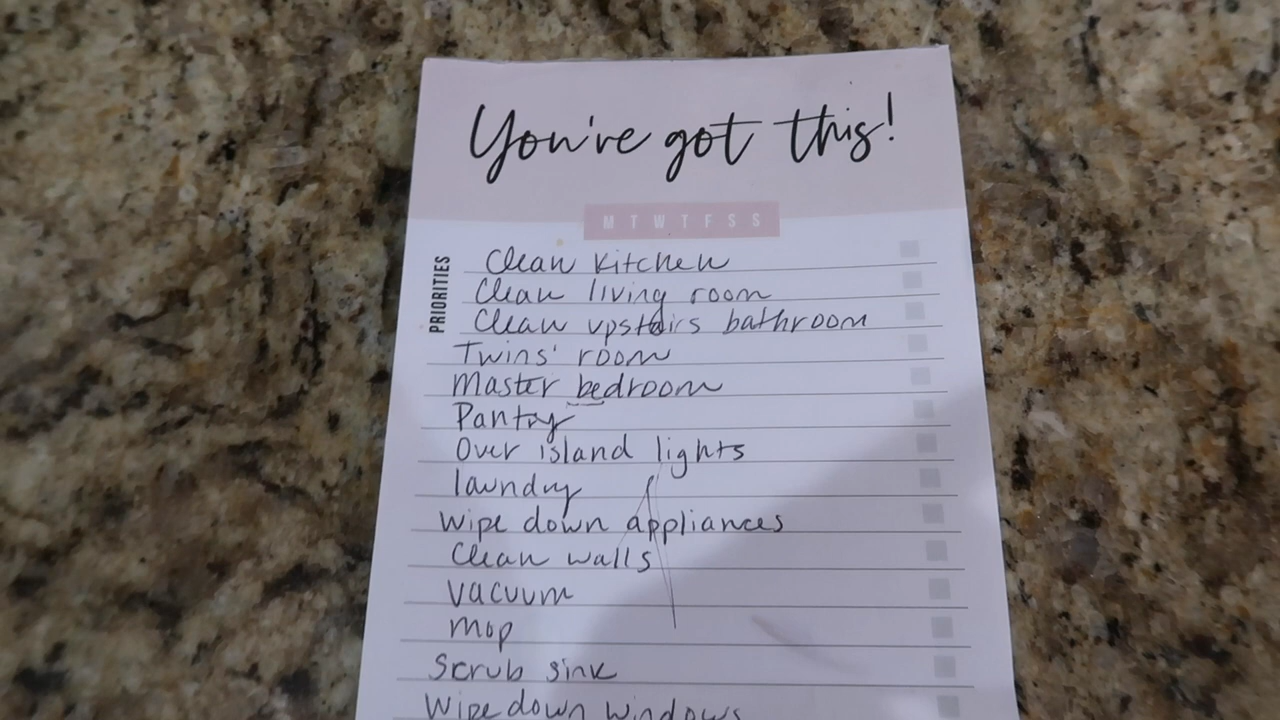 You've got this!
M T W T F S S
PRIORITIES
Clean kitchen
Clean living room
Clean upstairs bathroom
Twins' room
Master bedroom
Pantry
Over island lights
laundry
Wipe down appliances
Clean walls
Vacuum
Mop
Scrub sink
Wipe down windows